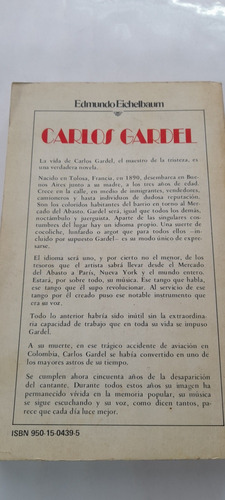 Edmundo Eichelbaum
CARLOS GARDEL
La vida de Carlos Gardel, el maestro de la tristeza, es
una verdadera novela.
Nacido en Tolosa, Francia, en 1890, desembarca en Bue-
nos Aires junto a su madre, a los tres años de edad.
Crece en la calle, en medio de inmigrantes, vendedores,
camioneros y hasta individuos de dudosa reputación.
Son los coloridos habitantes del barrio en torno al Mer-
cado del Abasto. Gardel será, igual que todos los demás,
noctámbulo y pereguista. Aparte de las singulares cos-
tumbres del lugar hay un idioma propio. Una suerte de
cocoliche, lunfardo o argot que para todos ellos —in-
cluido por supuesto Gardel— es su modo único de expre-
sarse.
El idioma será uno, y por cierto no el menor, de los
tesoros que el artista sabrá llevar desde el Mercado
del Abasto a París, Nueva York y el mundo entero.
Estará, por sobre todo, su música. Ese tango que habla,
ese tango que él supo revolucionar. Al servicio de ese
tango por él creado puso ese notable instrumento que
era su voz.
Todo lo anterior habría sido inútil sin la extraordina-
ria capacidad de trabajo que en toda su vida se impuso
Gardel.
A su muerte, en ese trágico accidente de aviación en
Colombia, Carlos Gardel se había convertido en uno de
los mayores astros de su tiempo.
Se cumplen ahora cincuenta años de la desaparición
del cantante. Durante todos estos años su imagen ha
permanecido vívida en la memoria popular, su música
se sigue escuchando y su voz, como dicen tantos, pa-
rece que cada día luce mejor.
ISBN 950-15-0439-5